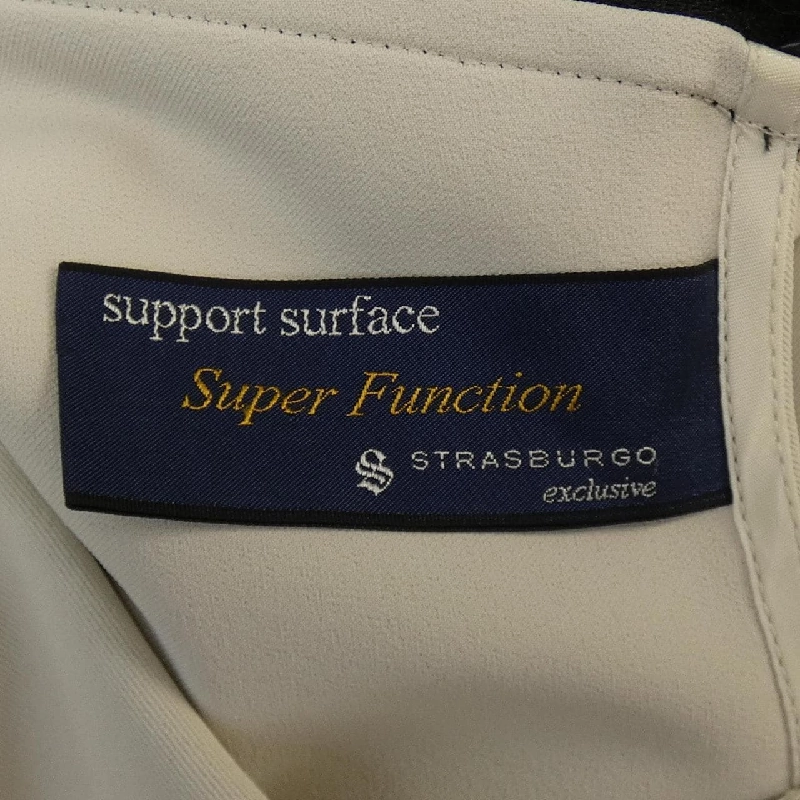 support surface
Super Function
STRASBURGO
exclusive